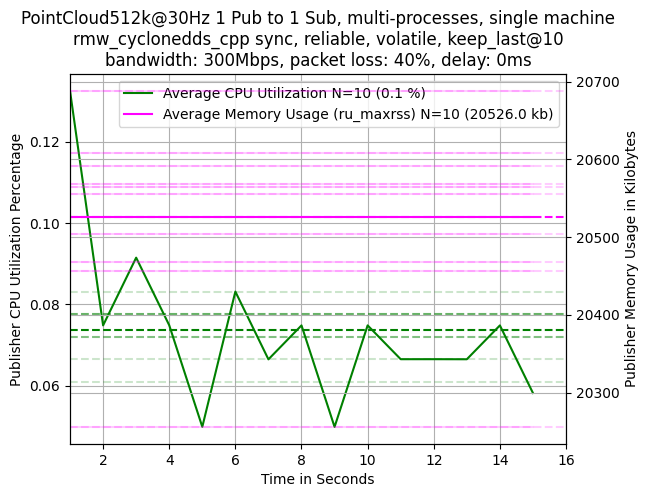 PointCloud512k@30Hz 1 Pub to 1 Sub, multi-processes, single machine
rmw_cyclonedds_cpp sync, reliable, volatile, keep_last@10
bandwidth: 300Mbps, packet loss: 40%, delay: 0ms
Average CPU Utilization N=10 (0.1 %)
Average Memory Usage (ru_maxrss) N=10 (20526.0 kb)
Publisher CPU Utilization Percentage
0.12
0.10
0.08
0.06
20700
20600
20500
20400
20300
Publisher Memory Usage in Kilobytes
2 4 6 8 10 12 14 16
Time in Seconds